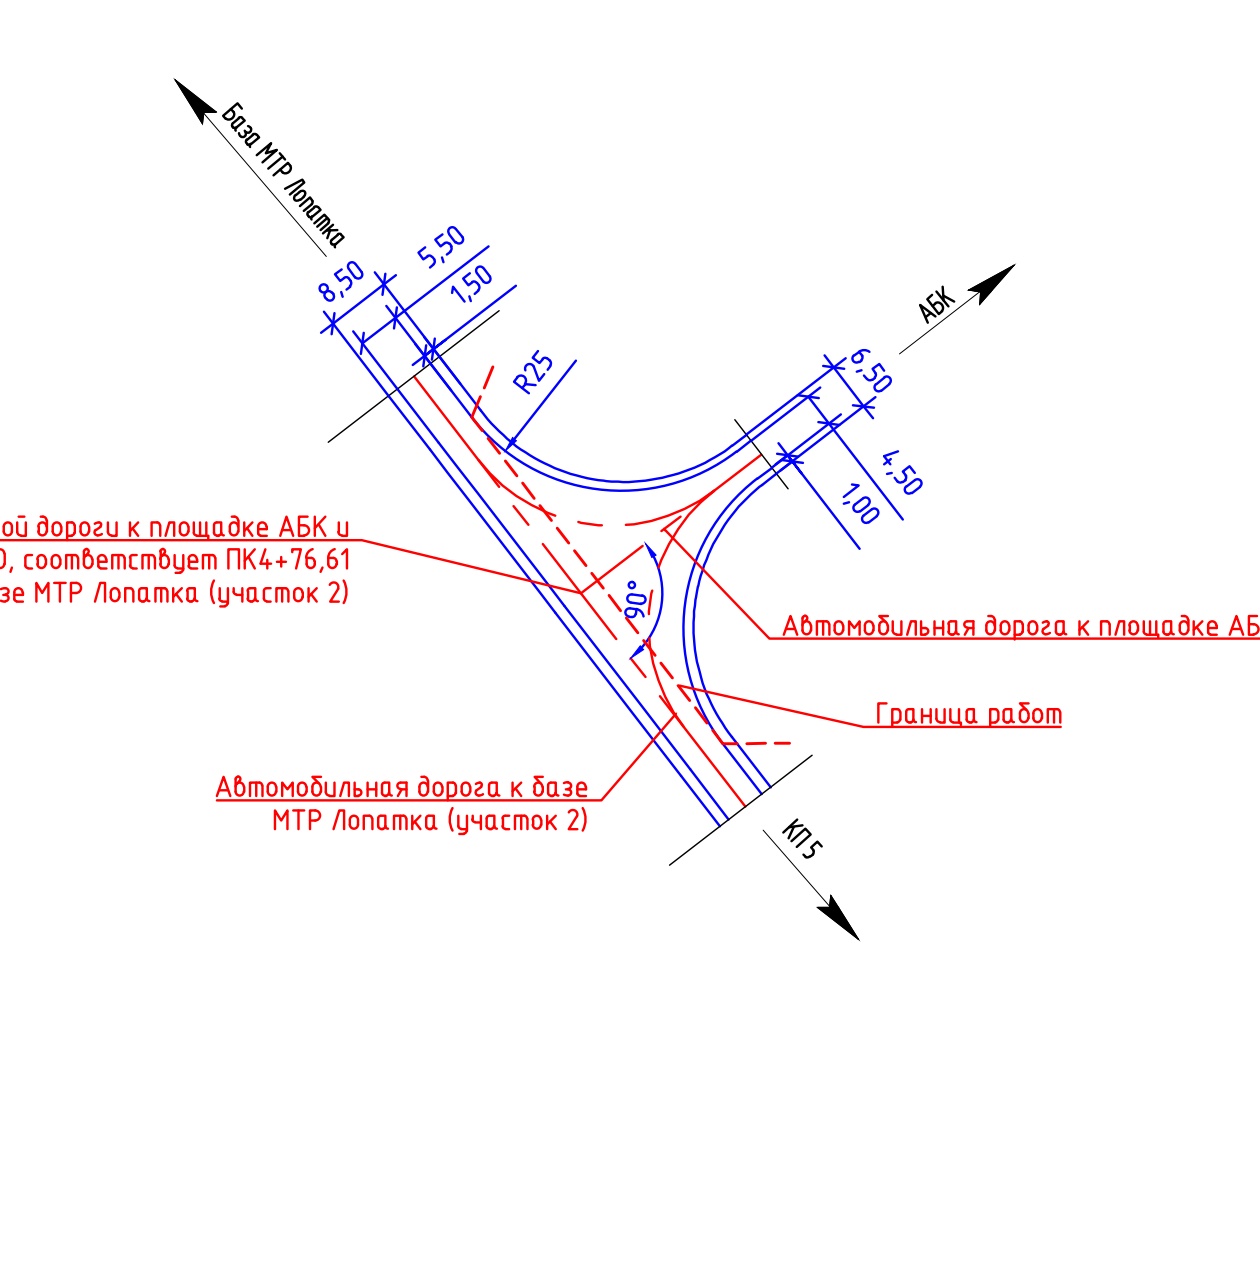 База МТР Лопатка
5,50
8,50
1,50
АБК
R25
6,50
4,50
1,00
ой дороги к площадке АБК и
0, соответствует ПК4+76,61
зе МТР Лопатка (участок 2)
90°
Автомобильная дорога к площадке АБ
Граница работ
Автомобильная дорога к базе
МТР Лопатка (участок 2)
КП5